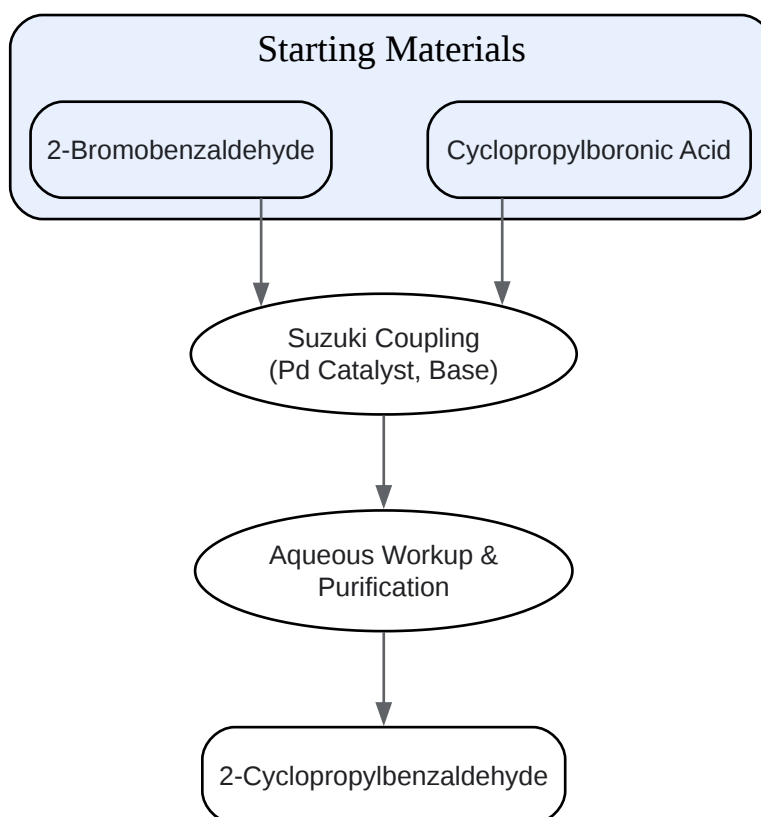 Starting Materials
2-Bromobenzaldehyde
Cyclopropylboronic Acid
Suzuki Coupling
(Pd Catalyst, Base)
Aqueous Workup &
Purification
2-Cyclopropylbenzaldehyde